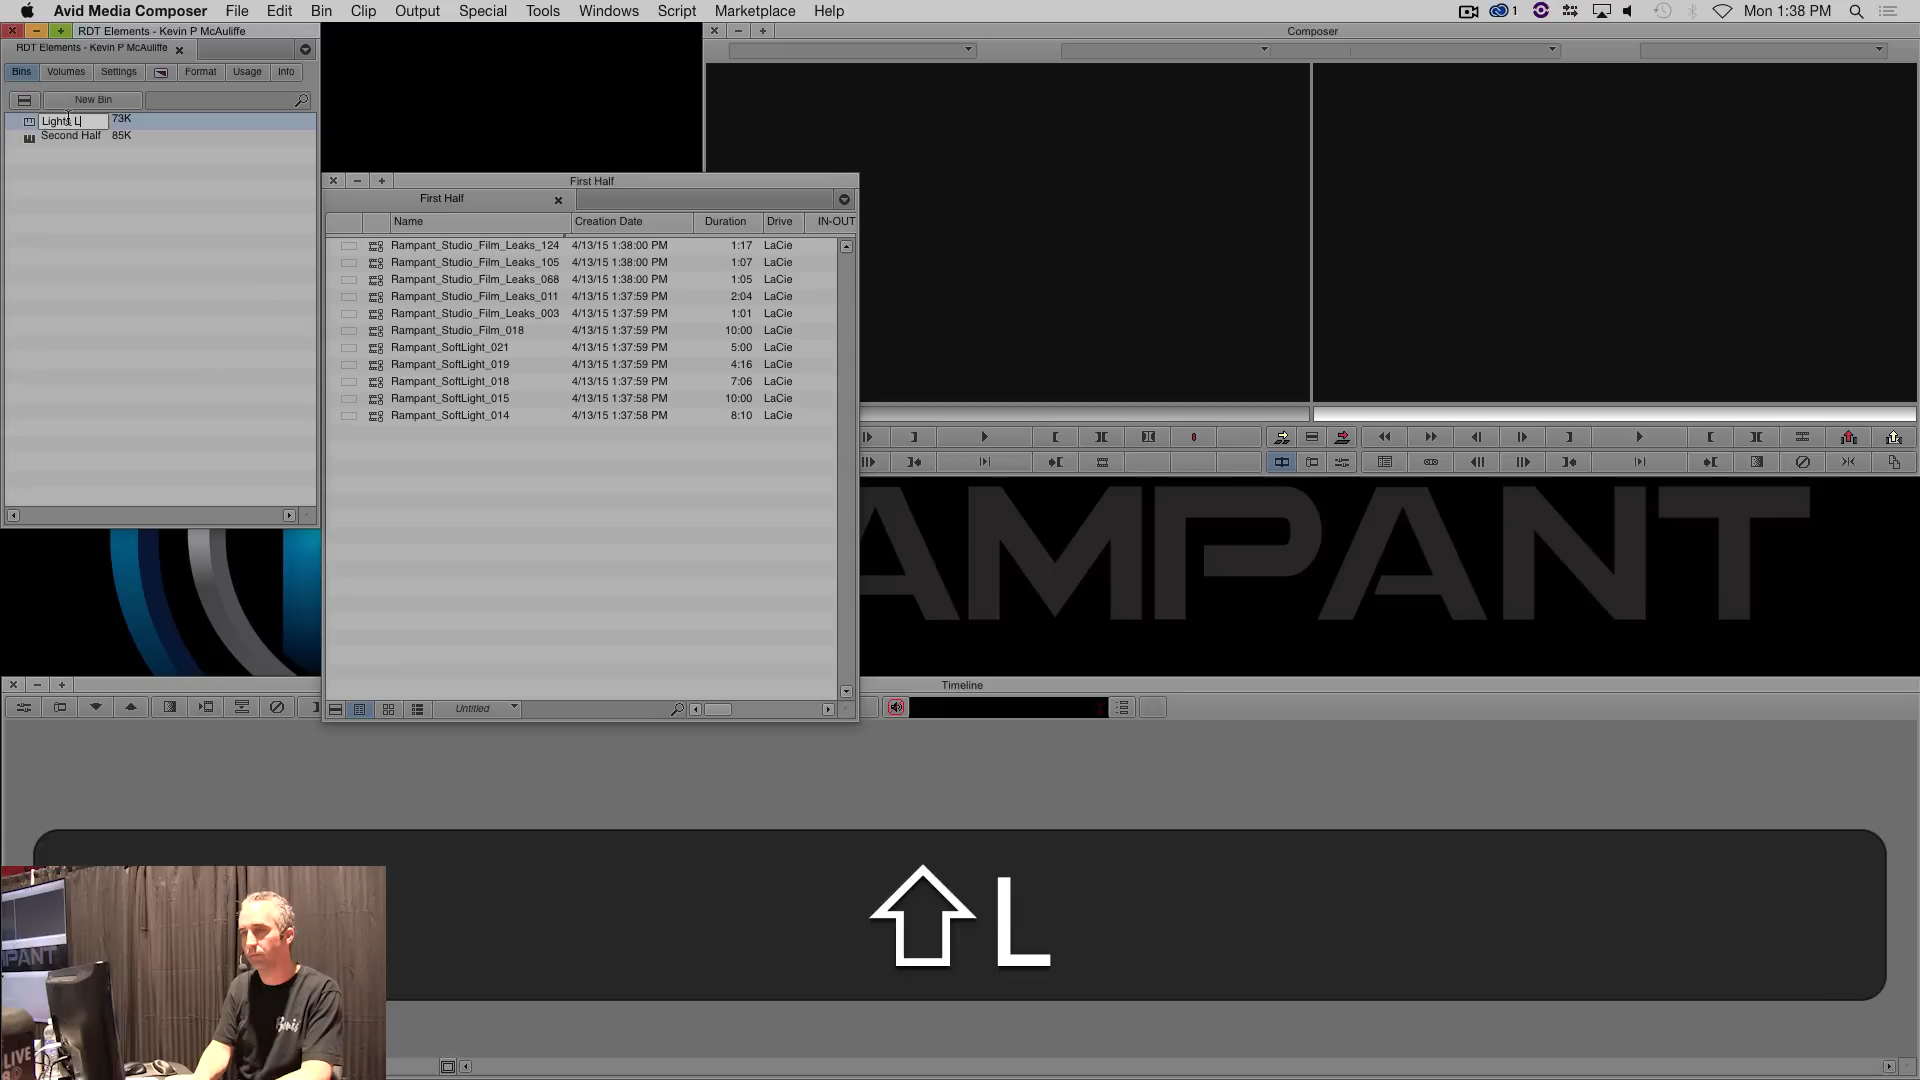 Avid Media Composer File Edit Bin Clip Output Special Tools Windows Script Marketplace Help
1 Mon 1:38 PM
RDT Elements - Kevin P McAuliffe
RDT Elements - Kevin P McAuliffe
Bins Volumes Settings Format Usage Info
New Bin
Lights L 73K
Second Half 85K
Composer
First Half
First Half
Name Creation Date Duration Drive IN-OUT
Rampant_Studio_Film_Leaks_124 4/13/15 1:38:00 PM 1:17 LaCie
Rampant_Studio_Film_Leaks_105 4/13/15 1:38:00 PM 1:07 LaCie
Rampant_Studio_Film_Leaks_068 4/13/15 1:38:00 PM 1:05 LaCie
Rampant_Studio_Film_Leaks_011 4/13/15 1:37:59 PM 2:04 LaCie
Rampant_Studio_Film_Leaks_003 4/13/15 1:37:59 PM 1:01 LaCie
Rampant_Studio_Film_018 4/13/15 1:37:59 PM 10:00 LaCie
Rampant_SoftLight_021 4/13/15 1:37:59 PM 5:00 LaCie
Rampant_SoftLight_019 4/13/15 1:37:59 PM 4:16 LaCie
Rampant_SoftLight_018 4/13/15 1:37:59 PM 7:06 LaCie
Rampant_SoftLight_015 4/13/15 1:37:58 PM 10:00 LaCie
Rampant_SoftLight_014 4/13/15 1:37:58 PM 8:10 LaCie
Untitled
AMPANT
Timeline
L
MPANT
LIVE